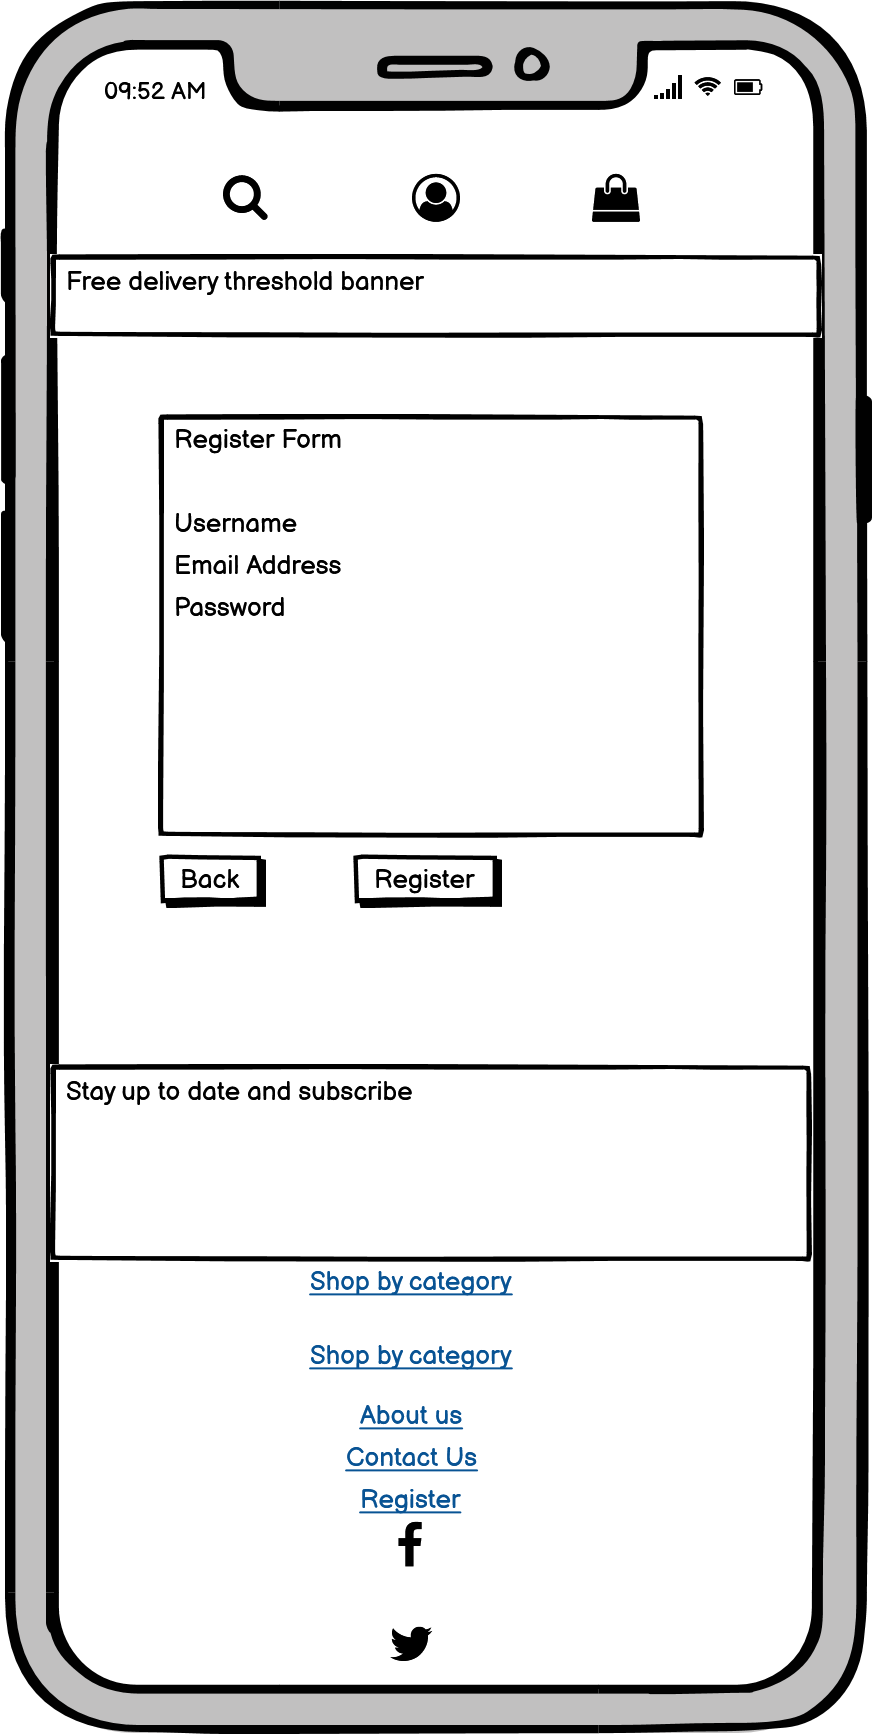 09:52 AM
Free delivery threshold banner
Register Form
Username
Email Address
Password
Back
Register
Stay up to date and subscribe
Shop by category
Shop by category
About us
Contact Us
Register